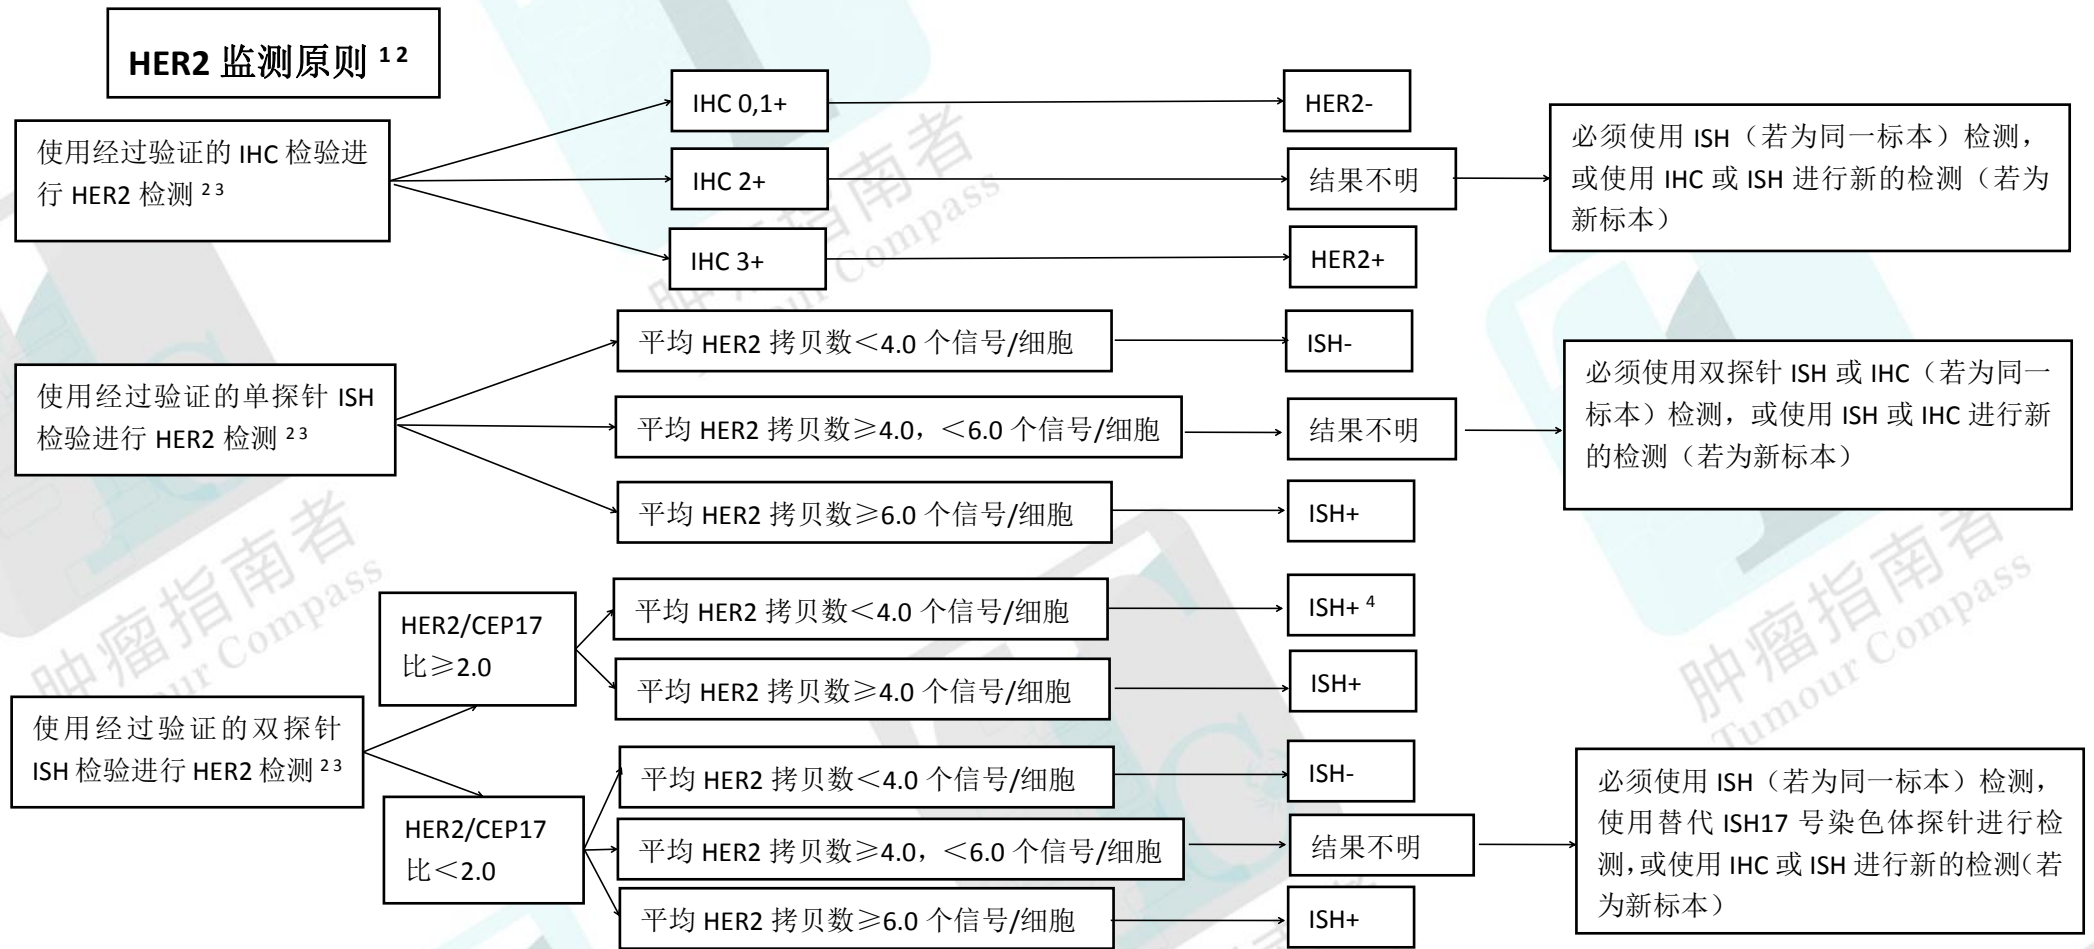 HER2 监测原则 1 2
使用经过验证的 IHC 检验进
行 HER2 检测 2 3
IHC 0,1+
HER2-
IHC 2+
结果不明
必须使用 ISH（若为同一标本）检测，
或使用 IHC 或 ISH 进行新的检测（若为
新标本）
IHC 3+
HER2+
使用经过验证的单探针 ISH
检验进行 HER2 检测 2 3
平均 HER2 拷贝数＜4.0 个信号/细胞
ISH-
平均 HER2 拷贝数≥4.0，＜6.0 个信号/细胞
结果不明
必须使用双探针 ISH 或 IHC（若为同一
标本）检测，或使用 ISH 或 IHC 进行新
的检测（若为新标本）
平均 HER2 拷贝数≥6.0 个信号/细胞
ISH+
使用经过验证的双探针
ISH 检验进行 HER2 检测 2 3
HER2/CEP17
比≥2.0
平均 HER2 拷贝数＜4.0 个信号/细胞
ISH+ 4
平均 HER2 拷贝数≥4.0 个信号/细胞
ISH+
HER2/CEP17
比＜2.0
平均 HER2 拷贝数＜4.0 个信号/细胞
ISH-
平均 HER2 拷贝数≥4.0，＜6.0 个信号/细胞
结果不明
必须使用 ISH（若为同一标本）检测，
使用替代 ISH17 号染色体探针进行检
测，或使用 IHC 或 ISH 进行新的检测（若
为新标本）
平均 HER2 拷贝数≥6.0 个信号/细胞
ISH+
肿瘤指南者
Tumour Compass